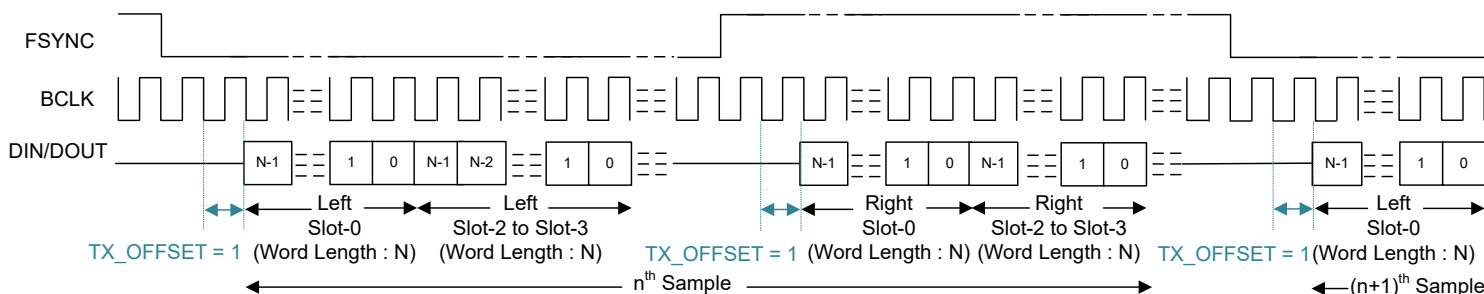 FSYNC
BCLK
DIN/DOUT
N-1 1 0 N-1 N-2 1 0 N-1 1 0 N-1 1 0 N-1 1 0
Left Left Right Right Left
Slot-0 Slot-2 to Slot-3 Slot-0 Slot-2 to Slot-3 Slot-0
TX_OFFSET = 1 (Word Length : N) (Word Length : N) TX_OFFSET = 1 (Word Length : N) (Word Length : N) TX_OFFSET = 1 (Word Length : N)
nth Sample (n+1)th Sample